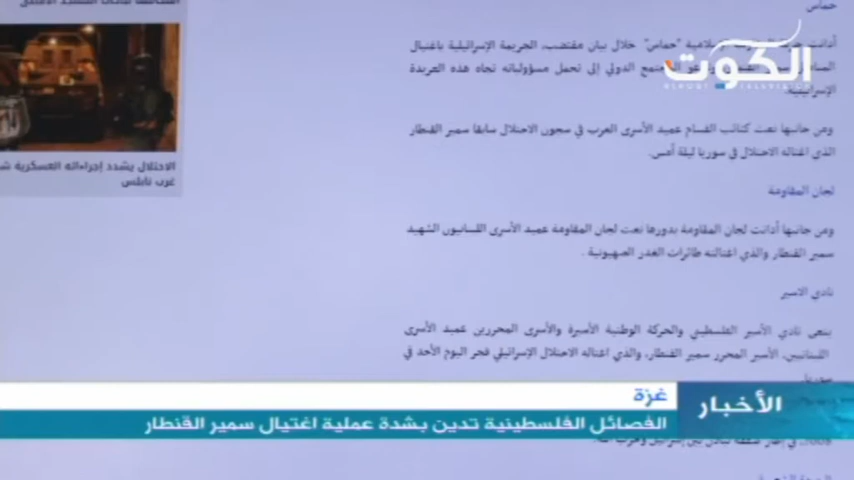 حماس
الإسلامية "حماس" خلال بيان مقتضب، الجريمة الإسرائيلية باغتيال
المجتمع الدولي إلى تحمل مسؤولياته تجاه هذه العربدة
الإسرائيلية.
الكوت
ALKOUT TELEVISION
ومن جانبها نعت كتائب القسام عميد الأسرى العرب في سجون الاحتلال سابقا سمير القنطار
الذي اغتاله الاحتلال في سوريا ليلة أمس.
لجان المقاومة
ومن جانبها أدانت لجان المقاومة بدورها نعت لجان المقاومة عميد الأسرى اللبنانيون الشهيد
سمير القنطار والذي اغتالته طائرات الغدر الصهيونية .
نادي الاسير
ينعى نادي الأسير الفلسطيني والحركة الوطنية الأسيرة والأسرى المحررين عميد الأسرى
اللبنانيين، الأسير المحرر سمير القنطار، والذي اغتاله الاحتلال الإسرائيلي فجر اليوم الأحد في
سوريا.
الاحتلال يشدد إجراءاته العسكرية
غرب نابلس
الأخبار
غزة
الفصائل الفلسطينية تدين بشدة عملية اغتيال سمير القنطار